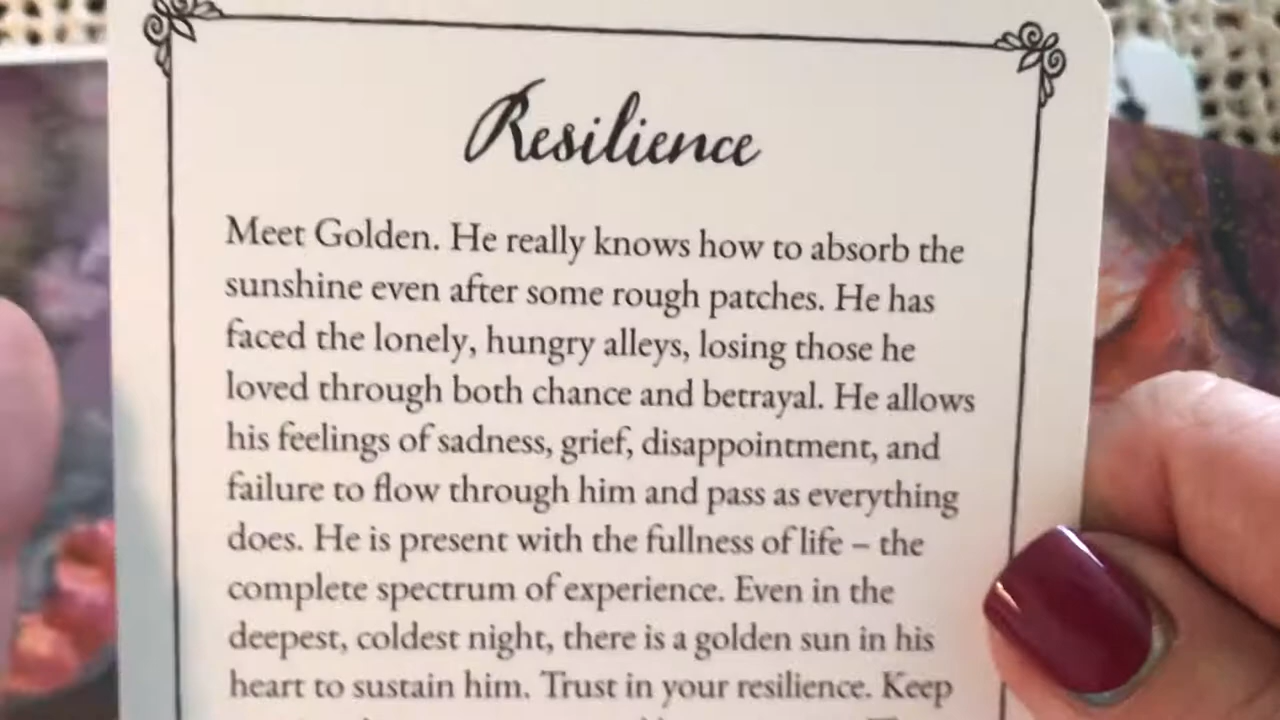 Resilience
Meet Golden. He really knows how to absorb the
sunshine even after some rough patches. He has
faced the lonely, hungry alleys, losing those he
loved through both chance and betrayal. He allows
his feelings of sadness, grief, disappointment, and
failure to flow through him and pass as everything
does. He is present with the fullness of life – the
complete spectrum of experience. Even in the
deepest, coldest night, there is a golden sun in his
heart to sustain him. Trust in your resilience. Keep